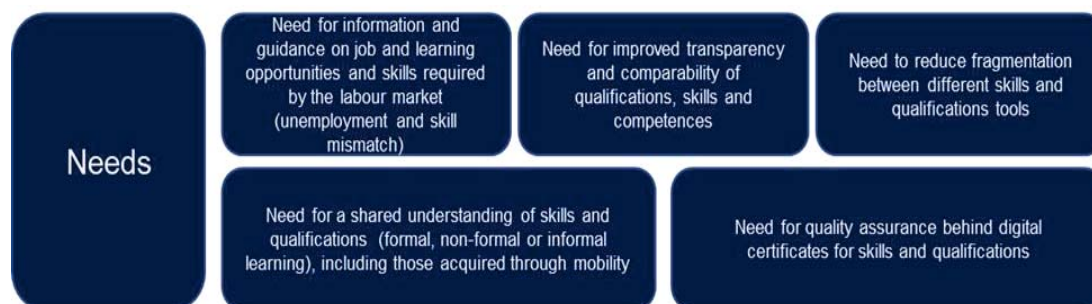 Needs
Need for information and
guidance on job and learning
opportunities and skills required
by the labour market
(unemployment and skill
mismatch)
Need for improved transparency
and comparability of
qualifications, skills and
competences
Need to reduce fragmentation
between different skills and
qualifications tools
Need for a shared understanding of skills and
qualifications (formal, non-formal or informal
learning), including those acquired through mobility
Need for quality assurance behind digital
certificates for skills and qualifications